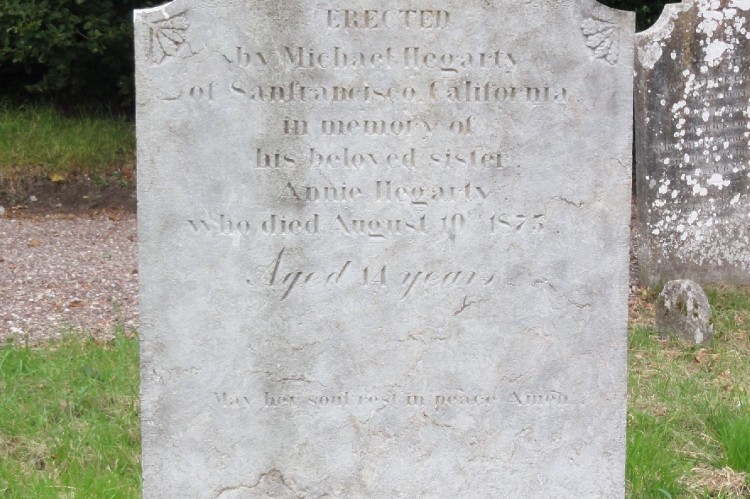 ERECTED
by Michael Hegarty
of Sanfrancisco, California
in memory of
his beloved sister
Annie Hegarty
who died August 10th 1875.
Aged 14 years
May her soul rest in peace Amen.